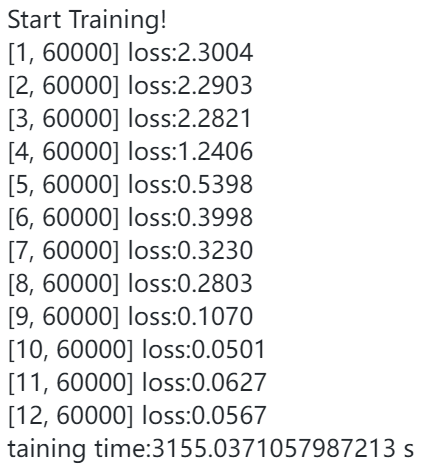 Start Training!
[1, 60000] loss:2.3004
[2, 60000] loss:2.2903
[3, 60000] loss:2.2821
[4, 60000] loss:1.2406
[5, 60000] loss:0.5398
[6, 60000] loss:0.3998
[7, 60000] loss:0.3230
[8, 60000] loss:0.2803
[9, 60000] loss:0.1070
[10, 60000] loss:0.0501
[11, 60000] loss:0.0627
[12, 60000] loss:0.0567
taining time:3155.0371057987213 s